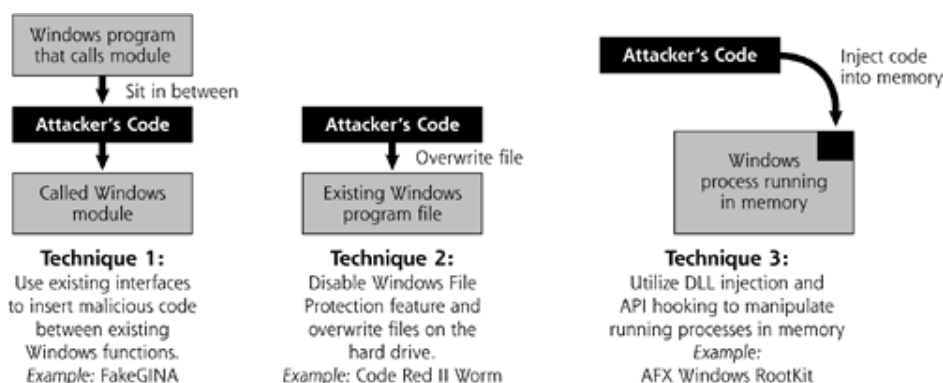 Windows program
that calls module
Sit in between
Attacker's Code
Called Windows
module
Technique 1:
Use existing interfaces
to insert malicious code
between existing
Windows functions.
Example: FakeGINA
Attacker's Code
Overwrite file
Existing Windows
program file
Technique 2:
Disable Windows File
Protection feature and
overwrite files on the
hard drive.
Example: Code Red II Worm
Attacker's Code
Inject code
into memory
Windows
process running
in memory
Technique 3:
Utilize DLL injection and
API hooking to manipulate
running processes in memory
Example:
AFX Windows RootKit